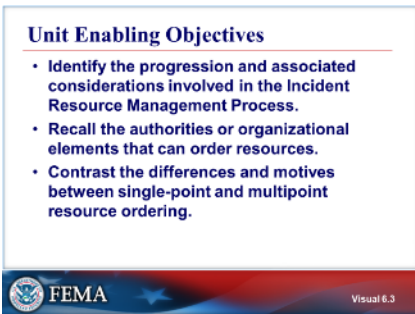 Unit Enabling Objectives
• Identify the progression and associated
considerations involved in the Incident
Resource Management Process.
• Recall the authorities or organizational
elements that can order resources.
• Contrast the differences and motives
between single-point and multipoint
resource ordering.
FEMA
Visual 6.3